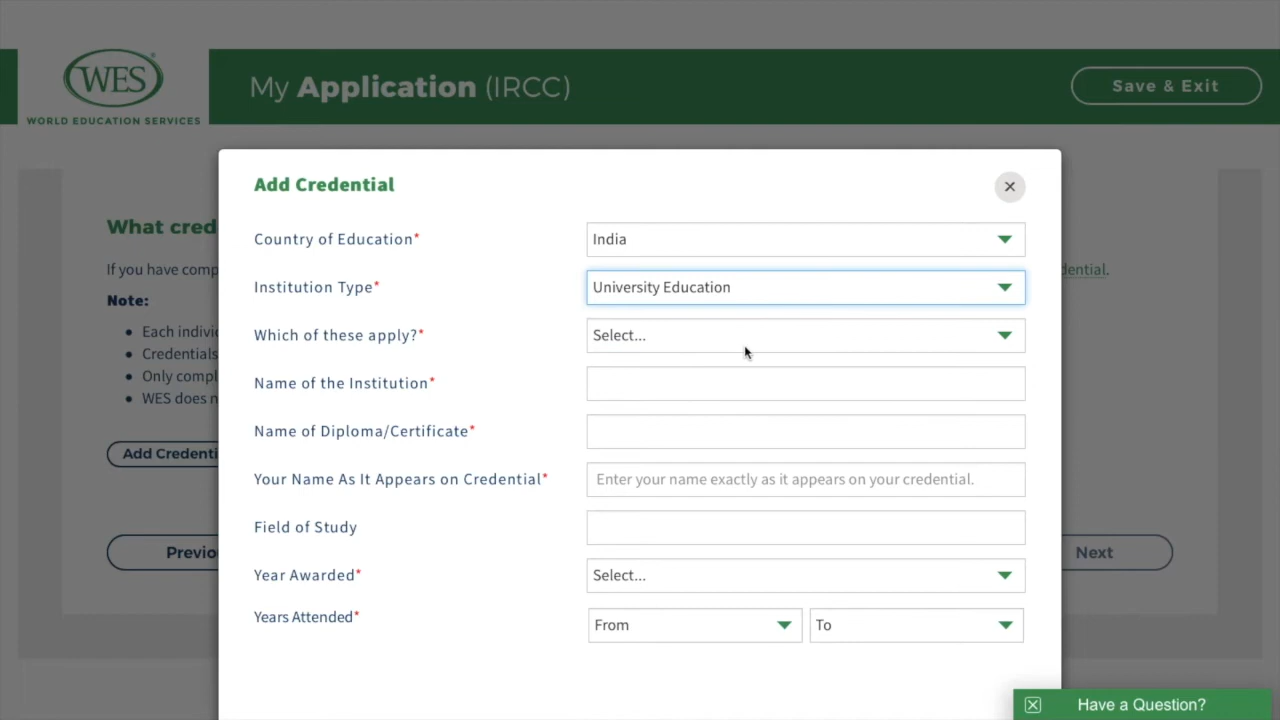 WES
WORLD EDUCATION SERVICES
My Application (IRCC)
Save & Exit
Add Credential
What cred
If you have comp
dential.
Note:
Each individ
Credentials
Only compl
WES does n
Add Credenti
Previou
Next
Country of Education*
India
Institution Type*
University Education
Which of these apply?*
Select...
Name of the Institution*
Name of Diploma/Certificate*
Your Name As It Appears on Credential*
Enter your name exactly as it appears on your credential.
Field of Study
Year Awarded*
Select...
Years Attended*
From
To
Have a Question?